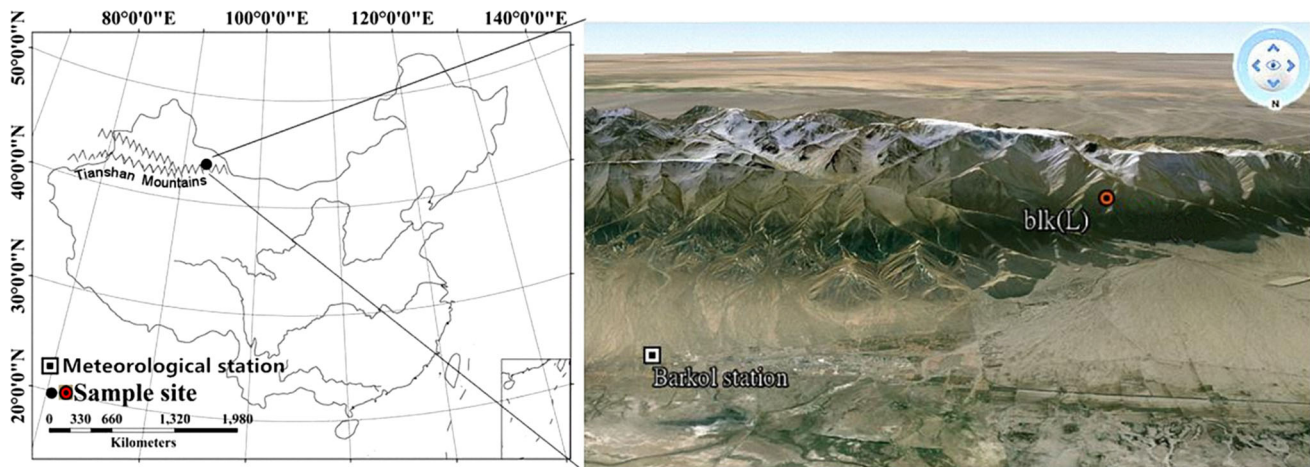 80°0'0"E 100°0'0"E 120°0'0"E 140°0'0"E
50°0'0"N
40°0'0"N
30°0'0"N
20°0'0"N
Tianshan Mountains
Meteorological station
Sample site
0 330 660 1,320 1,980
Kilometers
N
blk(L)
Barkol station